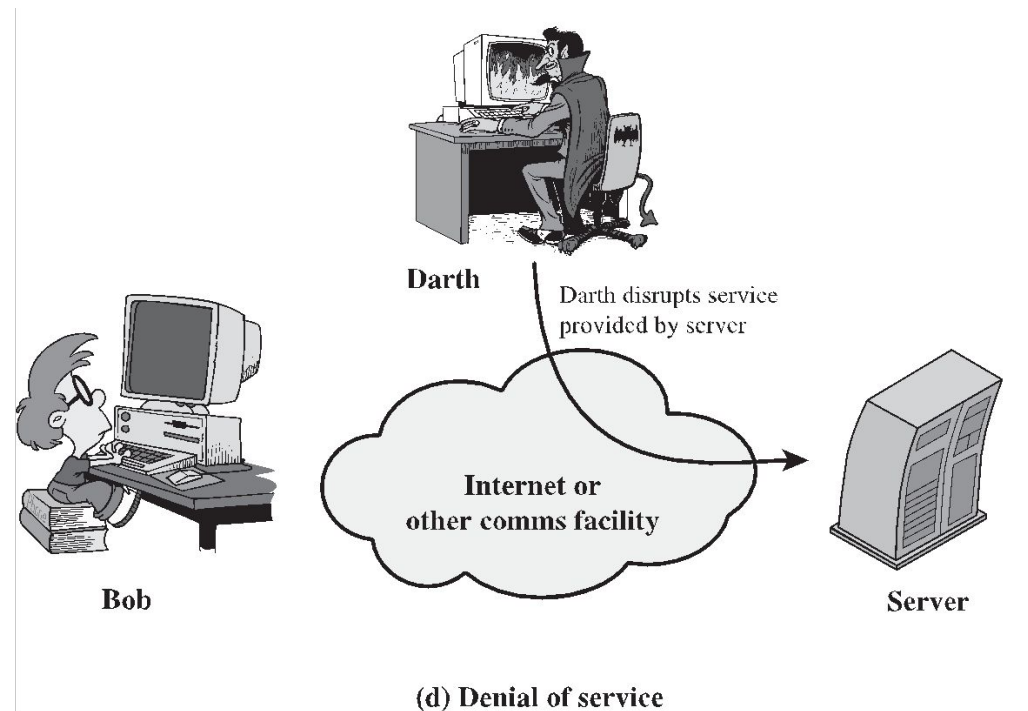 Darth
Darth disrupts service
provided by server
Internet or
other comms facility
Bob
Server
(d) Denial of service